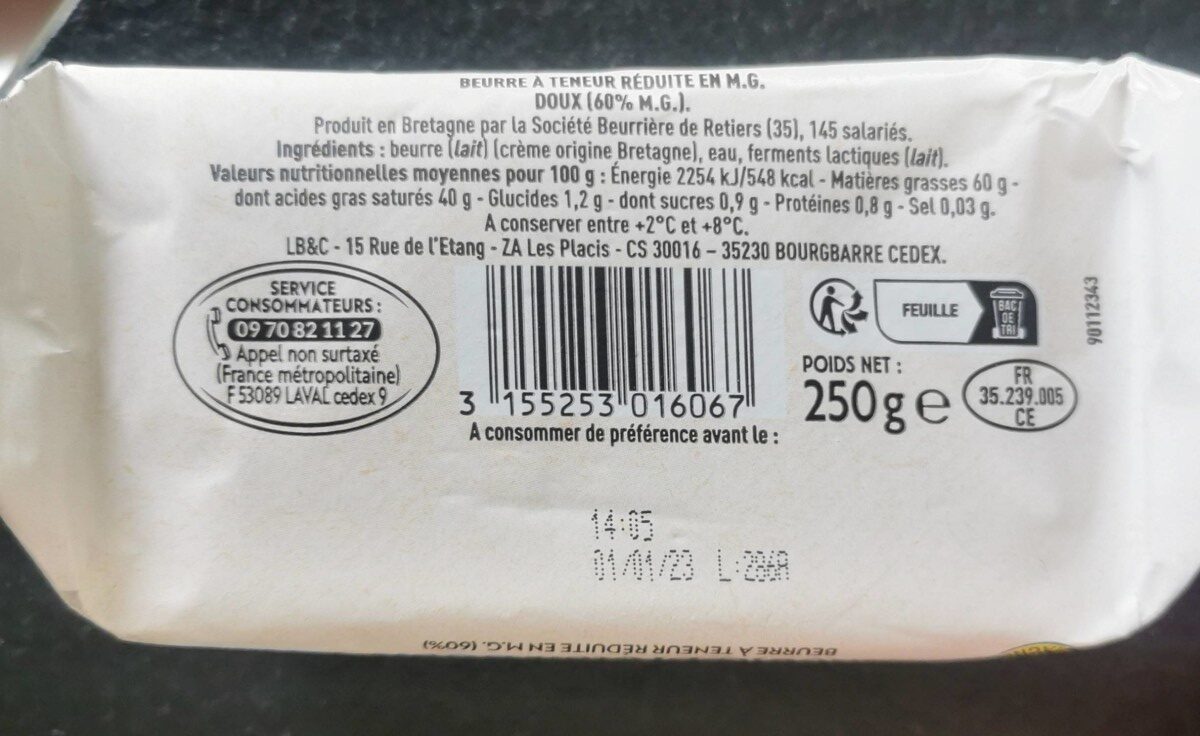 BEURRE À TENEUR RÉDUITE EN M.G.
DOUX (60% M.G.).
Produit en Bretagne par la Société Beurrière de Retiers (35), 145 salariés.
Ingrédients : beurre (lait) (crème origine Bretagne), eau, ferments lactiques (lait).
Valeurs nutritionnelles moyennes pour 100 g : Énergie 2254 kJ/548 kcal - Matières grasses 60 g -
dont acides gras saturés 40 g - Glucides 1,2 g - dont sucres 0,9 g - Protéines 0,8 g - Sel 0,03 g.
A conserver entre +2°C et +8°C.
LB&C - 15 Rue de l'Etang - ZA Les Placis - CS 30016 – 35230 BOURGBARRE CEDEX.
SERVICE
CONSOMMATEURS :
09 70 82 11 27
Appel non surtaxé
(France métropolitaine)
F 53089 LAVAL cedex 9
3 155253 016067
A consommer de préférence avant le :
FEUILLE
BAC
DE
TRI
90112343
POIDS NET :
250 g e
FR
35.239.005
CE
14:05
01/01/23 L:286A
BEURRE À TENEUR RÉDUITE EN M.G. (60%)